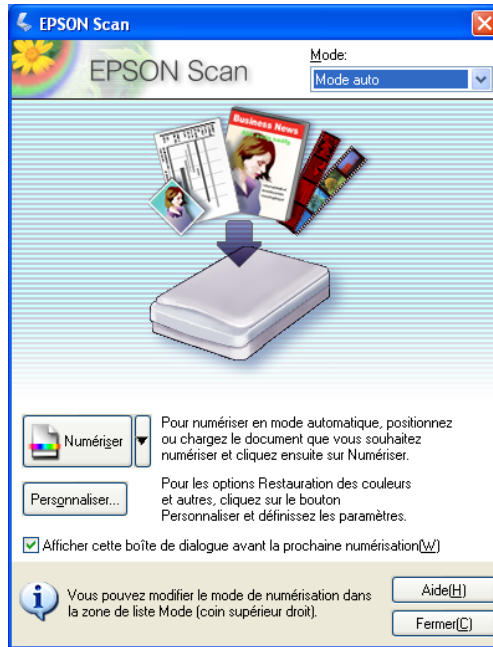 EPSON Scan
EPSON Scan
Mode:
Mode auto
Business News
Numériser
Pour numériser en mode automatique, positionnez
ou chargez le document que vous souhaitez
numériser et cliquez ensuite sur Numériser.
Personnaliser...
Pour les options Restauration des couleurs
et autres, cliquez sur le bouton
Personnaliser et définissez les paramètres.
Afficher cette boîte de dialogue avant la prochaine numérisation(W)
Vous pouvez modifier le mode de numérisation dans
la zone de liste Mode (coin supérieur droit).
Aide(H)
Fermer(C)